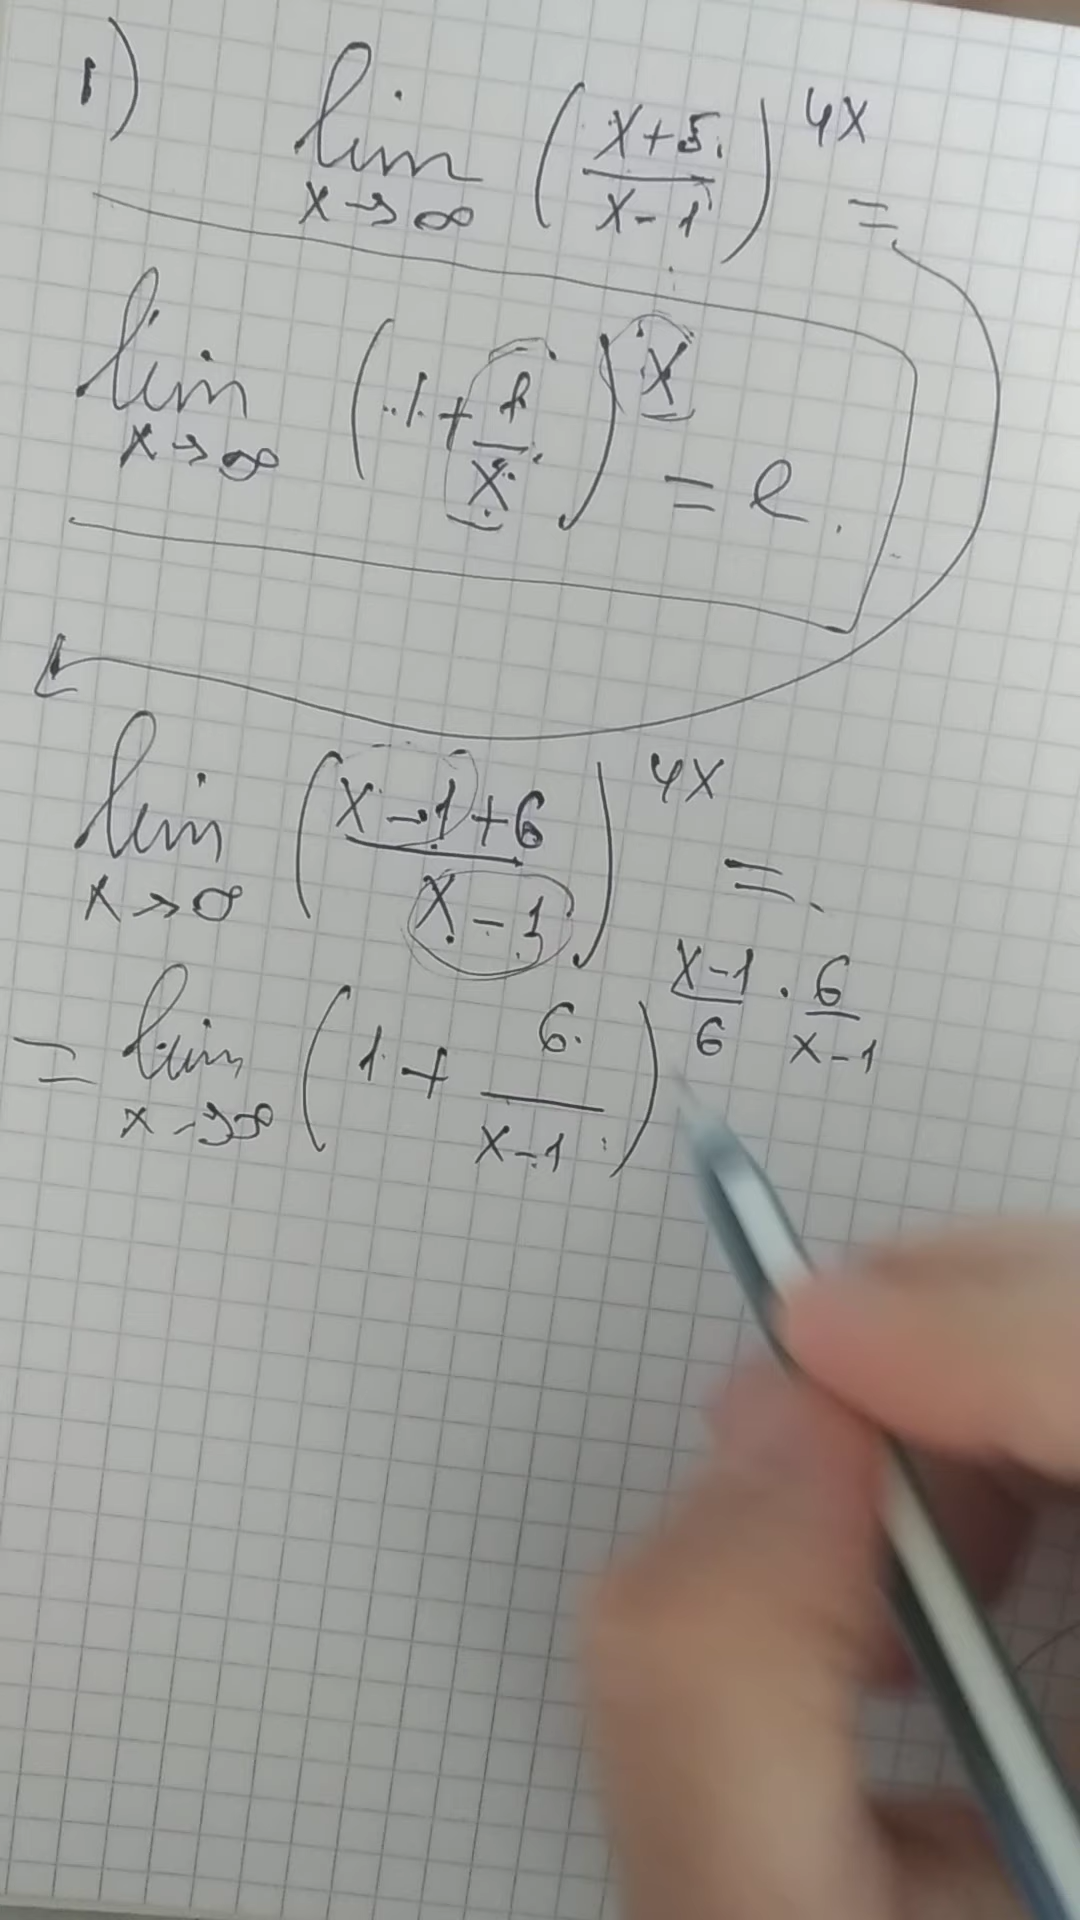 1) lim x→∞ ((x+5)/(x-1))^4x =
lim x→∞ (1+1/x)^x = e.
lim x→∞ ((x-1+6)/(x-1))^4x =
= lim x→∞ (1+6/(x-1))^((x-1)/6 · 6/(x-1))